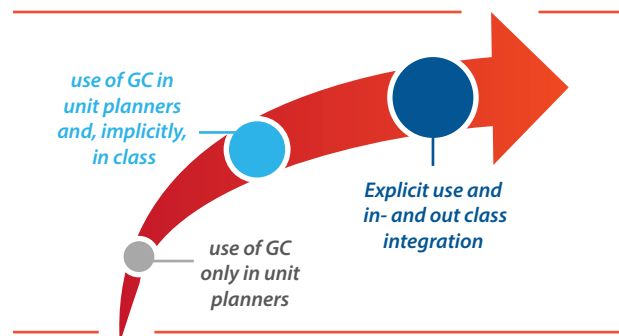 use of GC in
unit planners
and, implicitly,
in class
Explicit use and
in- and out class
integration
use of GC
only in unit
planners